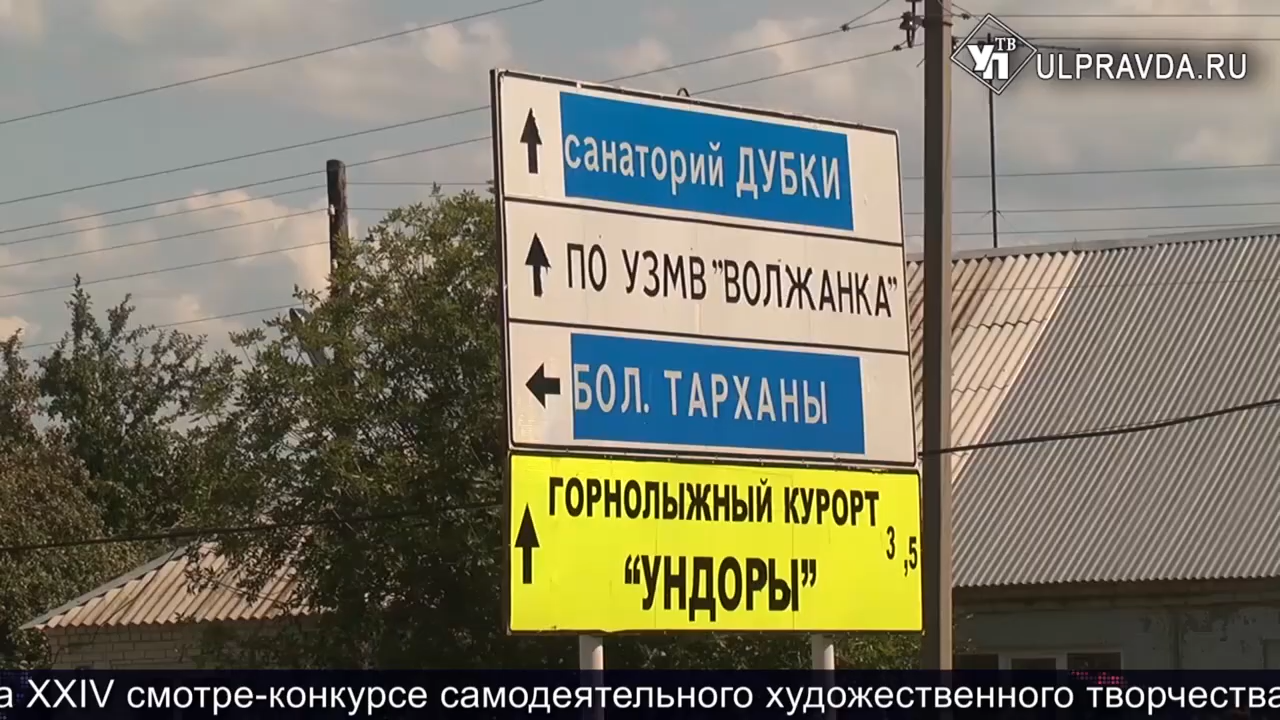 УП ТВ ULPRAVDA.RU
санаторий ДУБКИ
ПО УЗМВ "ВОЛЖАНКА"
БОЛ. ТАРХАНЫ
ГОРНОЛЫЖНЫЙ КУРОРТ
3,5
"УНДОРЫ"
а XXIV смотре-конкурсе самодеятельного художественного творчества